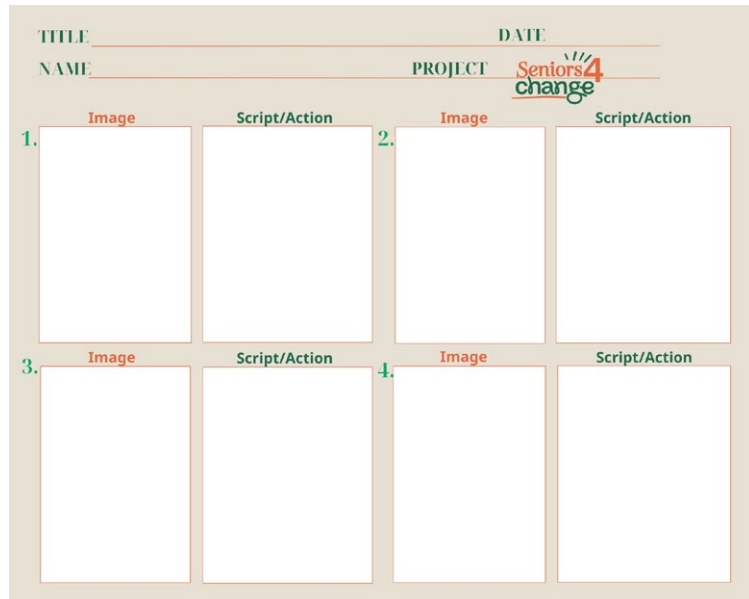 TITLE DATE
NAME PROJECT Seniors4
change
Image Script/Action Image Script/Action
1. 2.
Image Script/Action Image Script/Action
3. 4.